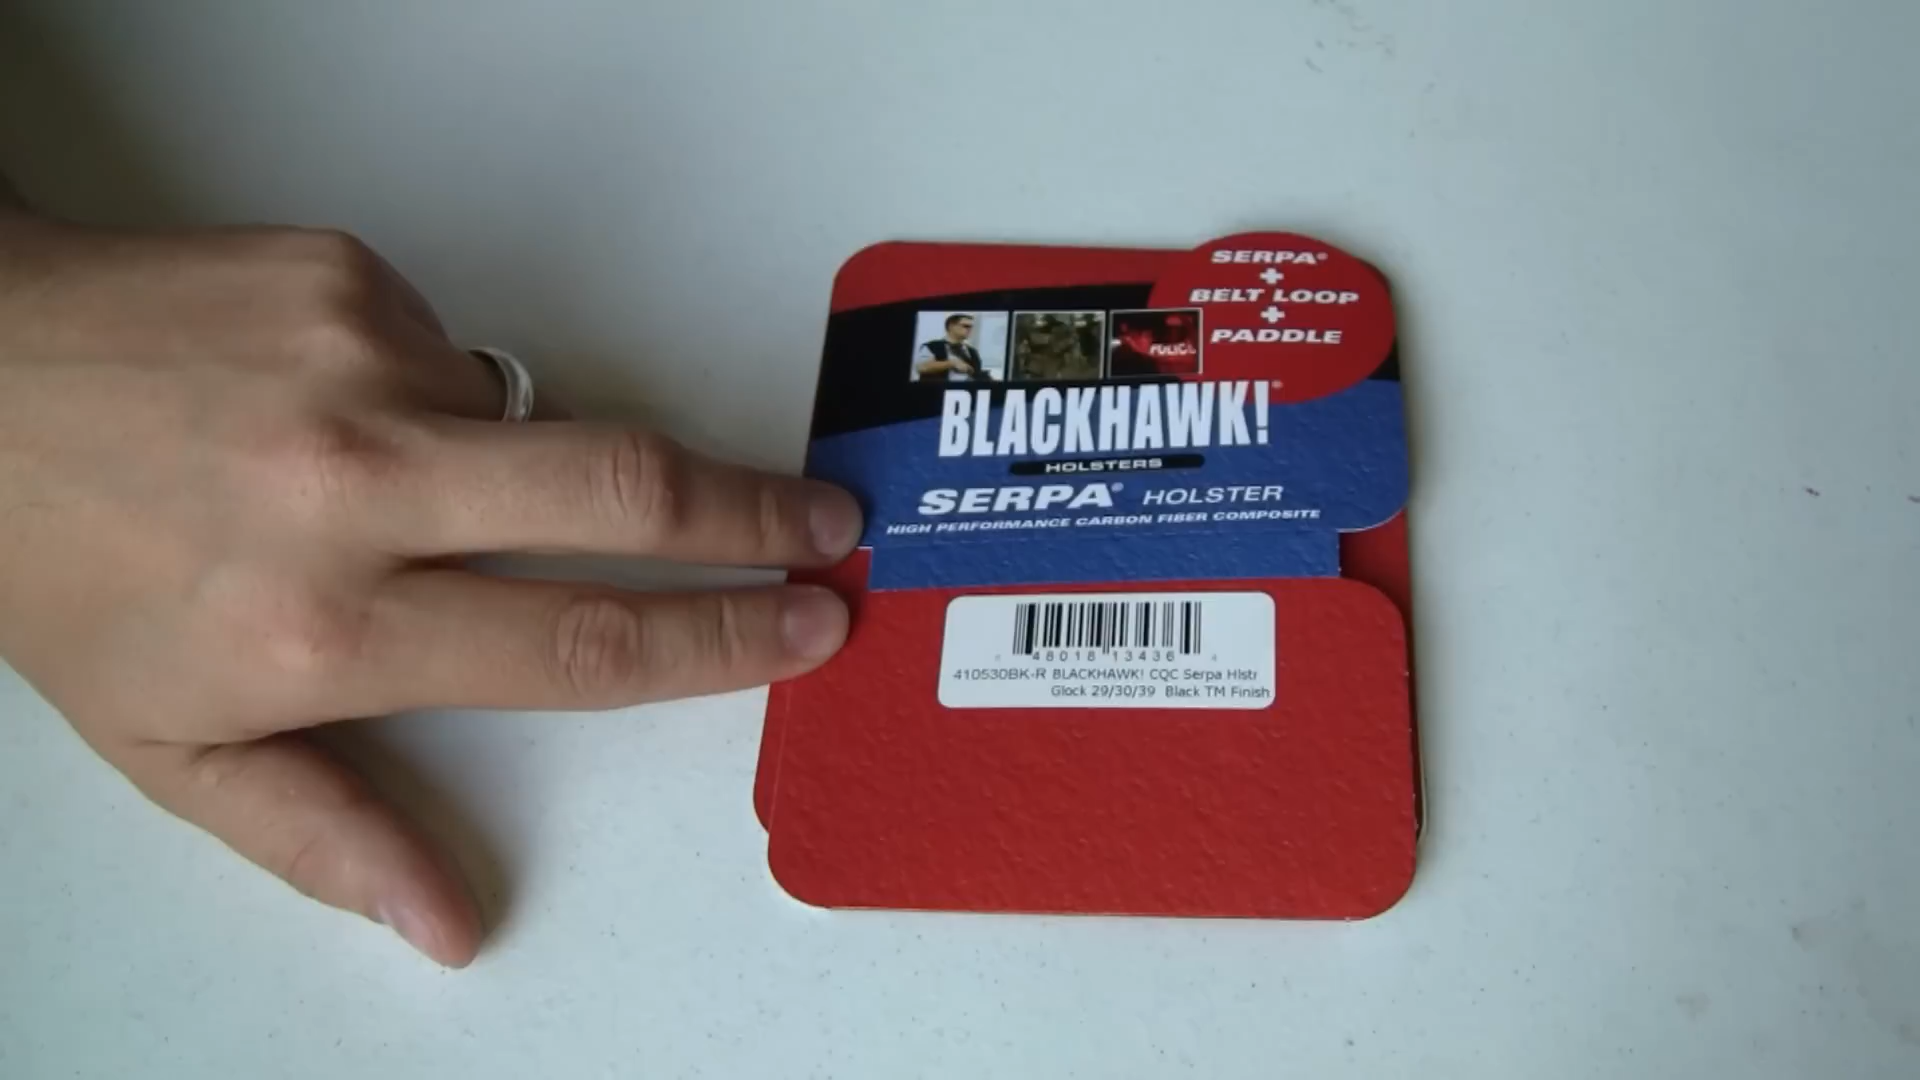 SERPA®
+
BELT LOOP
+
PADDLE
POLICE
BLACKHAWK!®
HOLSTERS
SERPA® HOLSTER
HIGH PERFORMANCE CARBON FIBER COMPOSITE
48018 13436 4
410530BK-R BLACKHAWK! CQC Serpa Hlstr
Glock 29/30/39 Black TM Finish